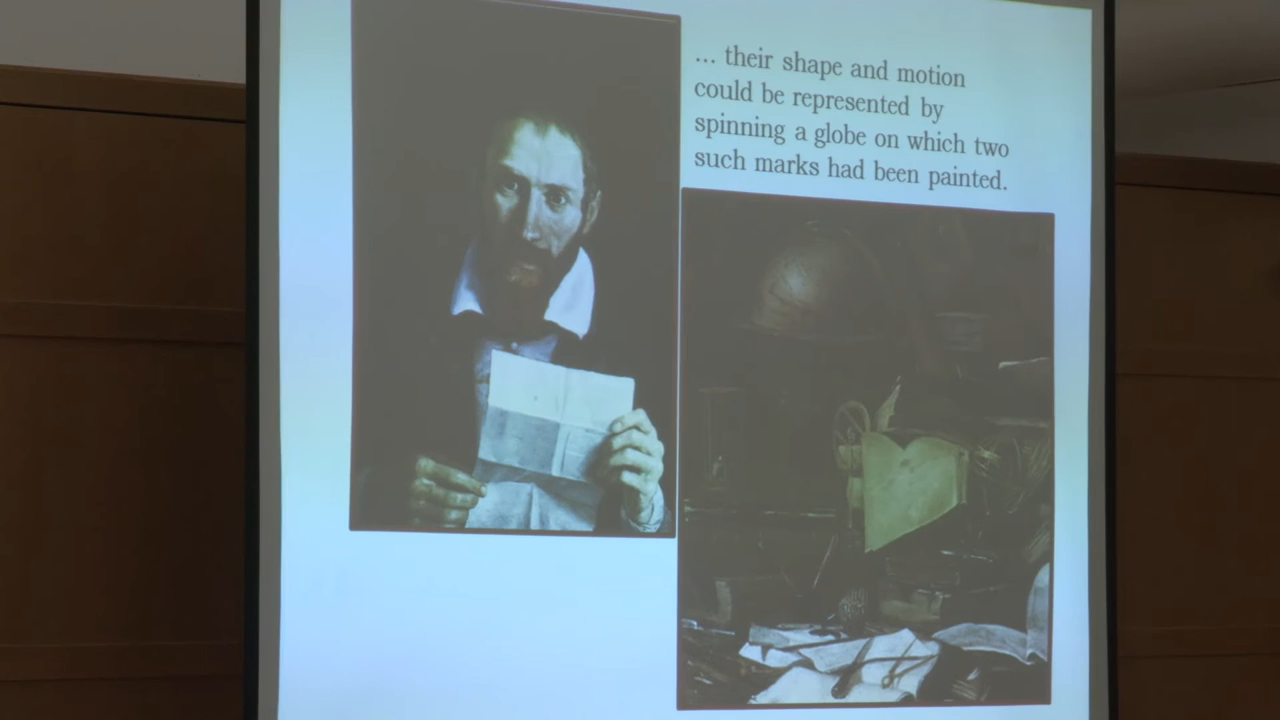 ... their shape and motion
could be represented by
spinning a globe on which two
such marks had been painted.